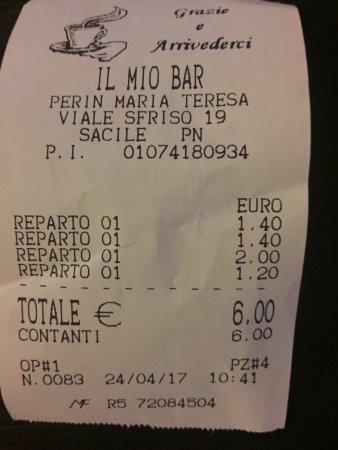 Grazie
e
Arrivederci
IL MIO BAR
PERIN MARIA TERESA
VIALE SFRISO 19
SACILE PN
P.I. 01074180934
EURO
REPARTO 01 1.40
REPARTO 01 1.40
REPARTO 01 2.00
REPARTO 01 1.20
- - - - - - - - - - - -
TOTALE € 6,00
CONTANTI 6.00
OP#1 PZ#4
N.0083 24/04/17 10:41
MF R5 72084504